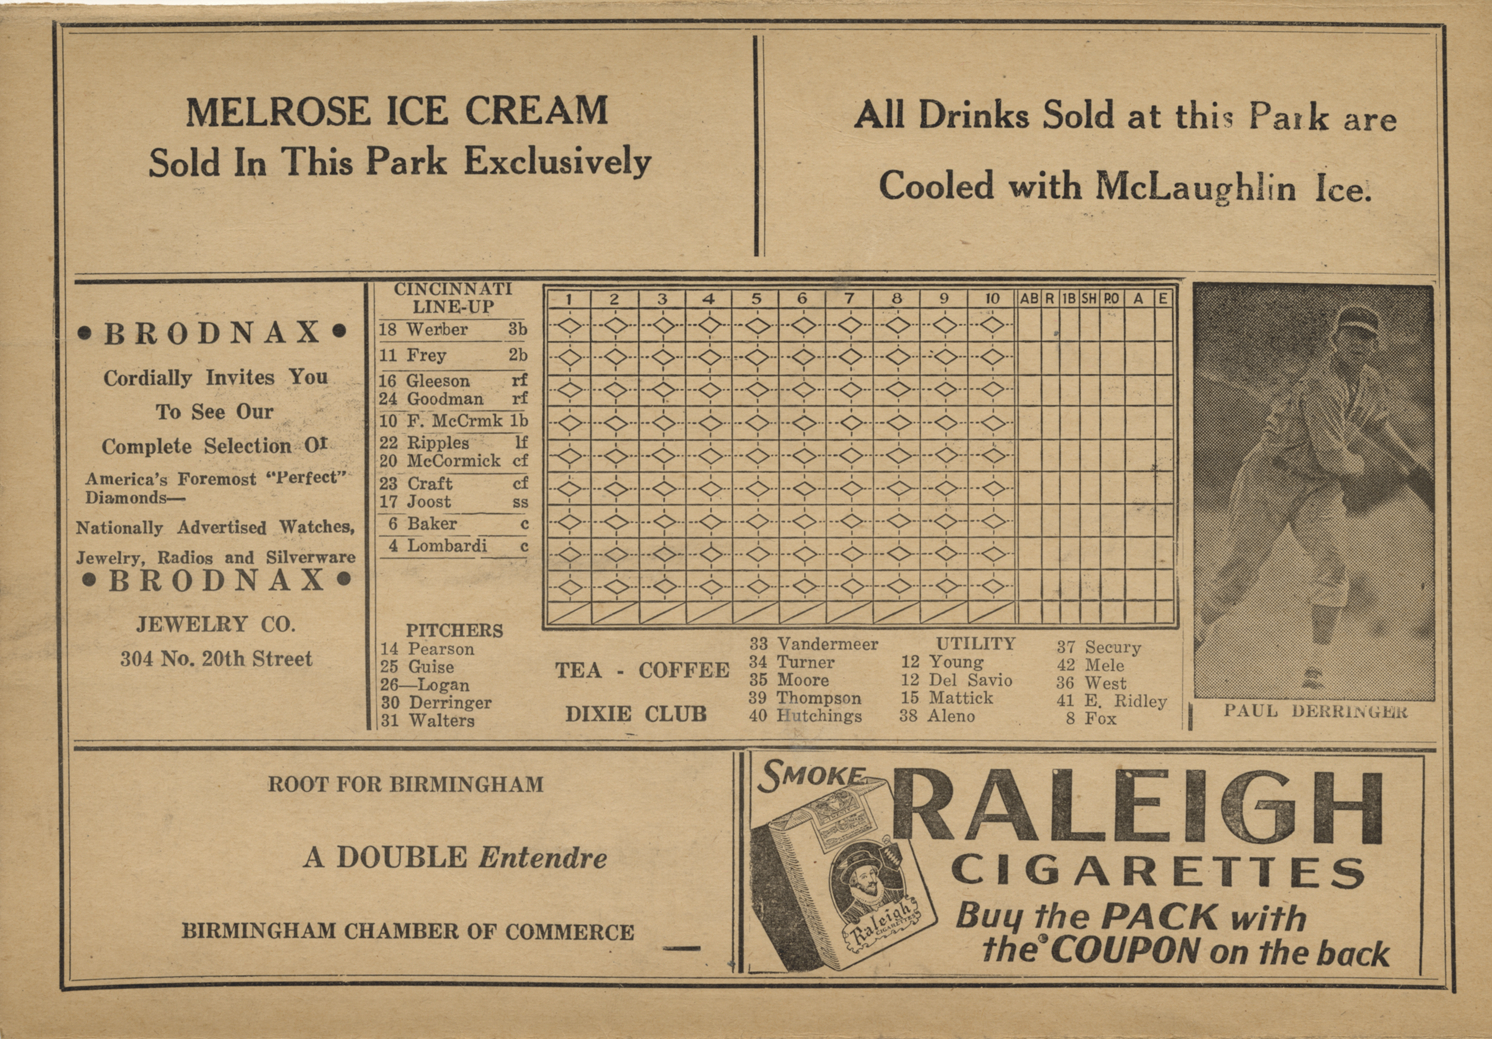 MELROSE ICE CREAM
Sold In This Park Exclusively
All Drinks Sold at this Park are
Cooled with McLaughlin Ice.
• BRODNAX •
Cordially Invites You
To See Our
Complete Selection Of
America's Foremost "Perfect"
Diamonds—
Nationally Advertised Watches,
Jewelry, Radios and Silverware
• BRODNAX •
JEWELRY CO.
304 No. 20th Street
CINCINNATI
LINE-UP
18 Werber 3b
11 Frey 2b
16 Gleeson rf
24 Goodman rf
10 F. McCrmk 1b
22 Ripples lf
20 McCormick cf
23 Craft cf
17 Joost ss
6 Baker c
4 Lombardi c
1 2 3 4 5 6 7 8 9 10 AB R 1B SH PO A E
PITCHERS
14 Pearson
25 Guise
26—Logan
30 Derringer
31 Walters
TEA - COFFEE
DIXIE CLUB
33 Vandermeer
34 Turner
35 Moore
39 Thompson
40 Hutchings
UTILITY
12 Young
12 Del Savio
15 Mattick
38 Aleno
37 Secury
42 Mele
36 West
41 E. Ridley
8 Fox
PAUL DERRINGER
ROOT FOR BIRMINGHAM
A DOUBLE Entendre
BIRMINGHAM CHAMBER OF COMMERCE
SMOKE
RALEIGH
CIGARETTES
Buy the PACK with
the COUPON on the back
Raleigh
CIGARETTES